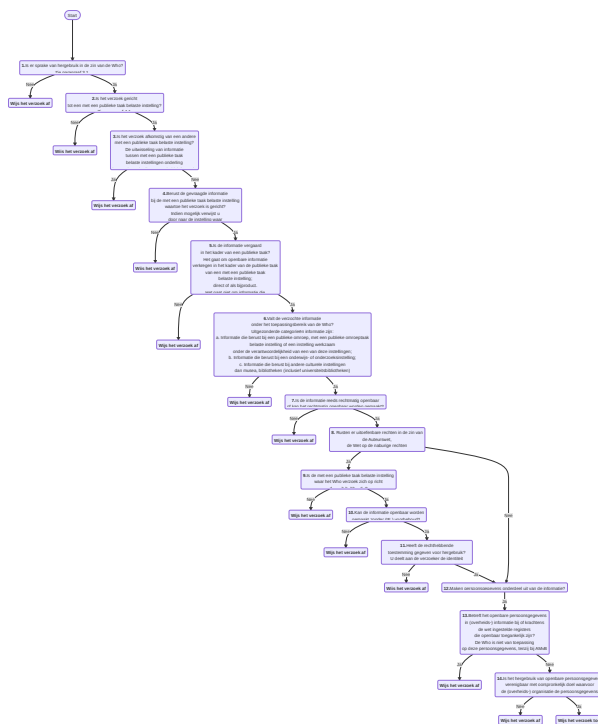 Start
1.Is er sprake van hergebruik in de zin van de Who?
Nee
Ja
Wijs het verzoek af
2.Is het verzoek gericht
tot een met een publieke taak belaste instelling?
Nee
Ja
Wijs het verzoek af
3.Is het verzoek afkomstig van een andere
met een publieke taak belaste instelling?
De uitwisseling van informatie
tussen met een publieke taak
belaste instellingen onderling
Ja
Nee
Wijs het verzoek af
4.Berust de gevraagde informatie
bij de met een publieke taak belaste instelling
waaraan het verzoek is gericht?
Indien mogelijk verwijst u
door naar de instelling waar
Nee
Ja
Wijs het verzoek af
5.Is de informatie vergaard
in het kader van een publieke taak?
Het gaat om openbare informatie
verkregen in het kader van de publieke taak
van een met een publieke taak
belaste instelling,
direct of als bijproduct.
Het gaat niet om informatie die
Nee
Ja
Wijs het verzoek af
6.Valt de verzochte informatie
onder het toepassingsbereik van de Who?
Uitgezonderde categorieën informatie zijn:
a. Informatie die berust bij een publieke omroep, met een publieke omroeptaak
belaste instelling of een instelling werkzaam
onder de verantwoordelijkheid van een van deze instellingen;
b. Informatie die berust bij een onderwijs- of onderzoeksinstelling;
c. Informatie die berust bij andere culturele instellingen
dan musea, bibliotheken (inclusief universiteitsbibliotheken)
Nee
Ja
Wijs het verzoek af
7.Is de informatie reeds rechtmatig openbaar
Nee
Ja
Wijs het verzoek af
8. Rusten er uitsluitbare rechten in de zin van
de Auteurswet,
de Wet op de naburige rechten
Ja
Nee
9.Is de met een publieke taak belaste instelling
waar het Who verzoek zich op richt
Nee
Ja
Wijs het verzoek af
10.Kan de informatie openbaar worden
Nee
Ja
Wijs het verzoek af
11.Heeft de rechthebbende
toestemming gegeven voor hergebruik?
U deelt aan de verzoeker de identiteit
Nee
Ja
Wijs het verzoek af
12.Maken persoonsgegevens onderdeel uit van de informatie?
Ja
13.Betreft het openbare persoonsgegevens
in (overheids-) informatie bij of krachtens
de wet ingestelde registers
die openbaar toegankelijk zijn?
De Who is niet van toepassing
op deze persoonsgegevens, tenzij bij AMvB
Ja
Nee
Wijs het verzoek af
14.Is het hergebruik van openbare persoonsgegevens
verenigbaar met oorspronkelijk doel waarvoor
de (overheids-) organisatie de persoonsgegevens
Nee
Ja
Wijs het verzoek af
Wijs het verzoek to